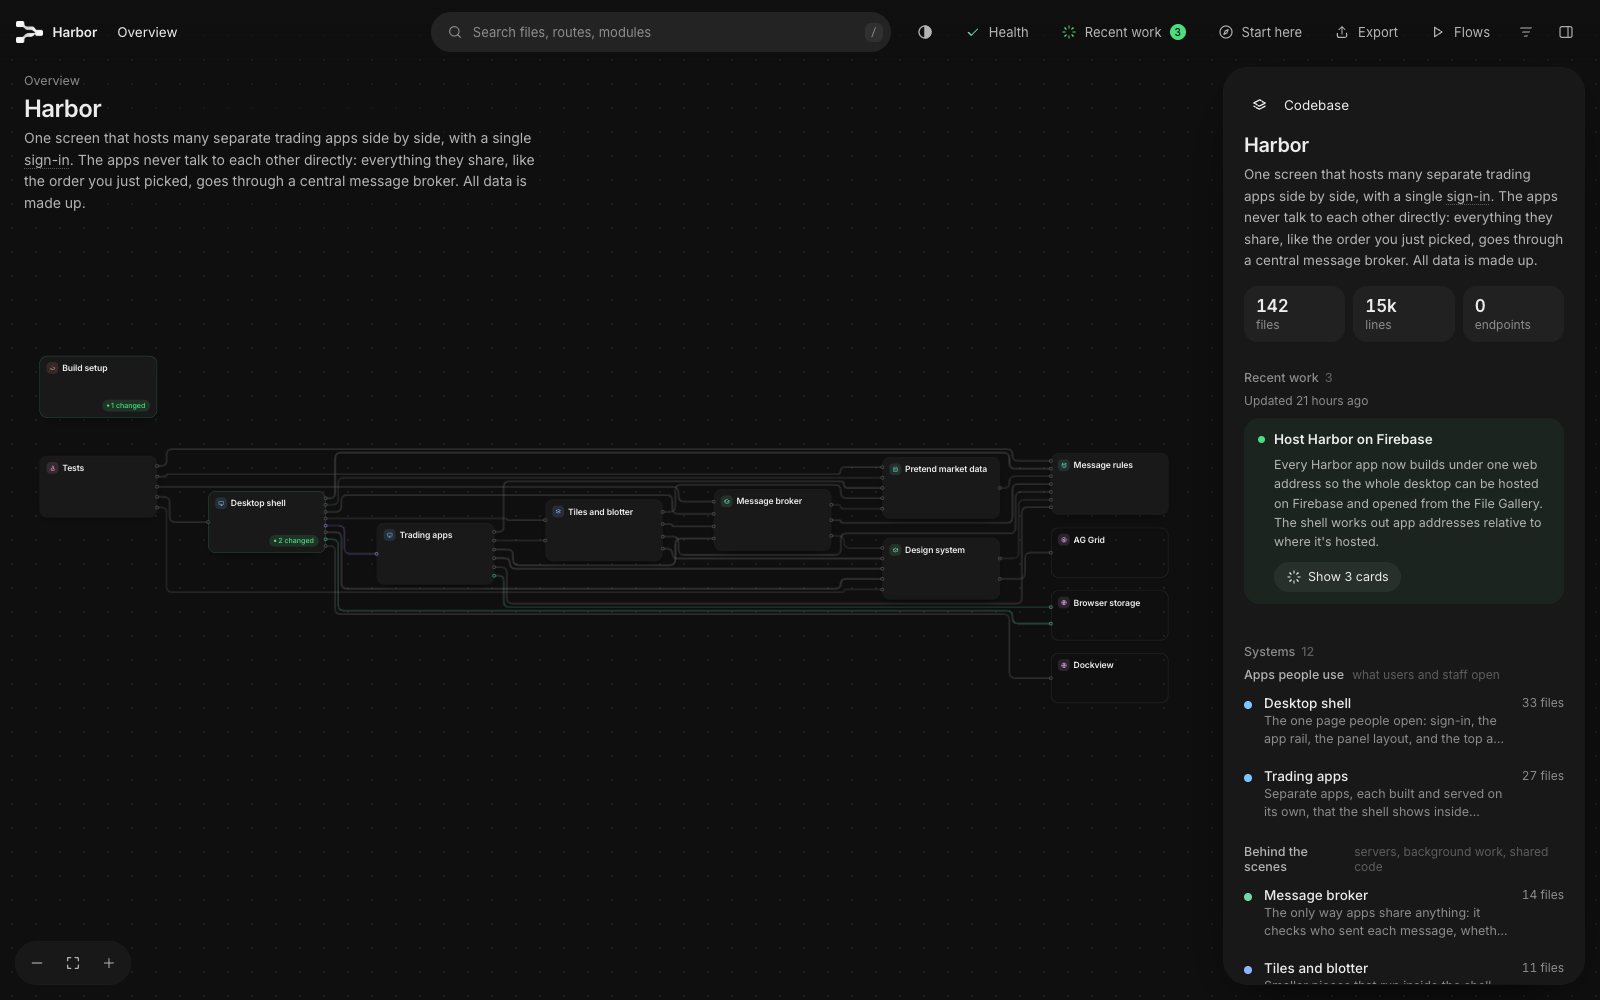 Harbor Overview
Search files, routes, modules /
Health
Recent work 3
Start here
Export
Flows
Overview
Harbor
One screen that hosts many separate trading apps side by side, with a single
sign-in. The apps never talk to each other directly: everything they share, like
the order you just picked, goes through a central message broker. All data is
made up.
Build setup
1 changed
Tests
Desktop shell
2 changed
Trading apps
Tiles and blotter
Message broker
Pretend market data
Design system
Message rules
AG Grid
Browser storage
Dockview
Codebase
Harbor
One screen that hosts many separate trading
apps side by side, with a single sign-in. The apps
never talk to each other directly: everything they
share, like the order you just picked, goes through
a central message broker. All data is made up.
142
files
15k
lines
0
endpoints
Recent work 3
Updated 21 hours ago
Host Harbor on Firebase
Every Harbor app now builds under one web
address so the whole desktop can be hosted
on Firebase and opened from the File Gallery.
The shell works out app addresses relative to
where it's hosted.
Show 3 cards
Systems 12
Apps people use what users and staff open
Desktop shell 33 files
The one page people open: sign-in, the
app rail, the panel layout, and the top a...
Trading apps 27 files
Separate apps, each built and served on
its own, that the shell shows inside...
Behind the scenes
servers, background work, shared code
Message broker 14 files
The only way apps share anything: it
checks who sent each message, wheth...
Tiles and blotter 11 files